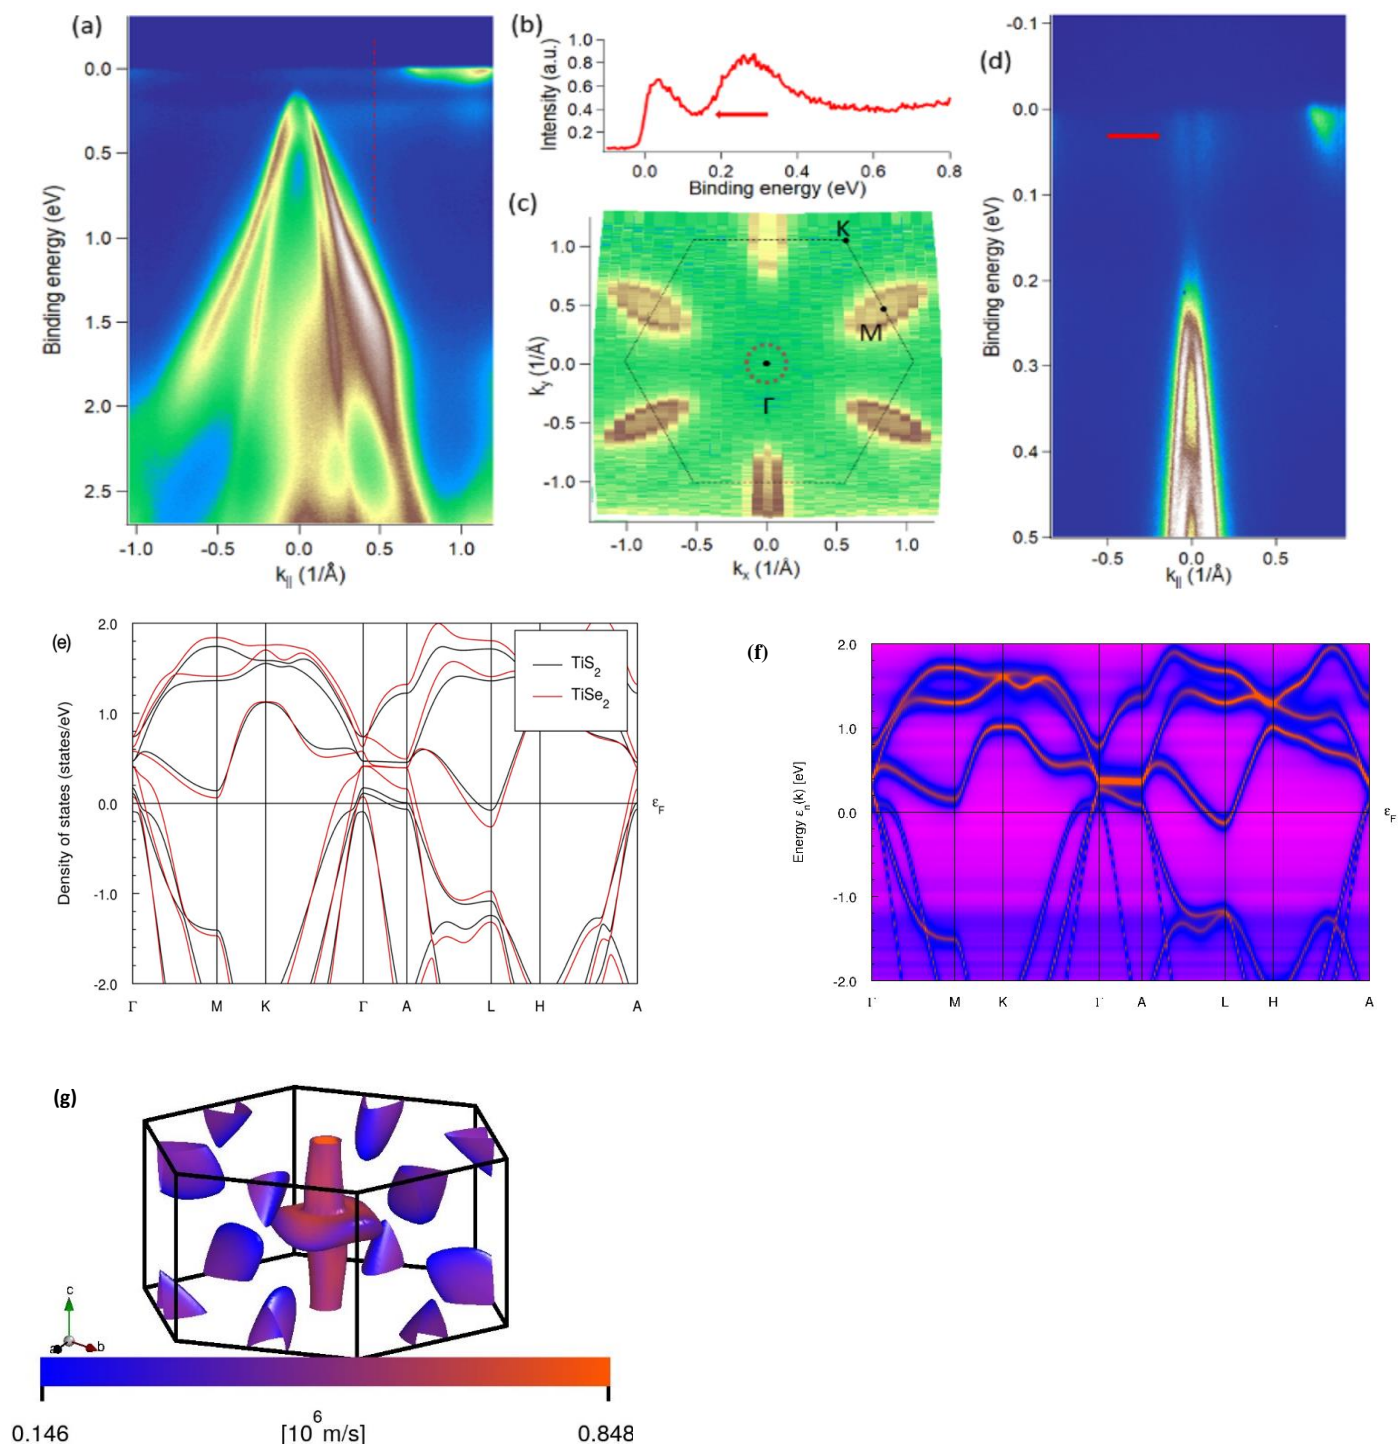 (a)
0.0
0.5
1.0
1.5
2.0
2.5
Binding energy (eV)
-1.0 -0.5 0.0 0.5 1.0
k|| (1/Å)
(b)
1.0
0.8
0.6
0.4
0.2
Intensity (a.u.)
0.0 0.2 0.4 0.6 0.8
Binding energy (eV)
(c)
1.0
0.5
0.0
-0.5
-1.0
ky (1/Å)
K
M
Γ
-1.0 -0.5 0.0 0.5 1.0
kx (1/Å)
(d)
-0.1
0.0
0.1
0.2
0.3
0.4
0.5
Binding energy (eV)
-0.5 0.0 0.5
k|| (1/Å)
(e)
2.0
1.0
0.0
-1.0
-2.0
Density of states (states/eV)
TiS2
TiSe2
εF
Γ M K Γ A L H A
(f)
2.0
1.0
0.0
-1.0
-2.0
Energy εn(k) [eV]
εF
Γ M K Γ A L H A
(g)
c
a b
0.146 [10^6 m/s] 0.848